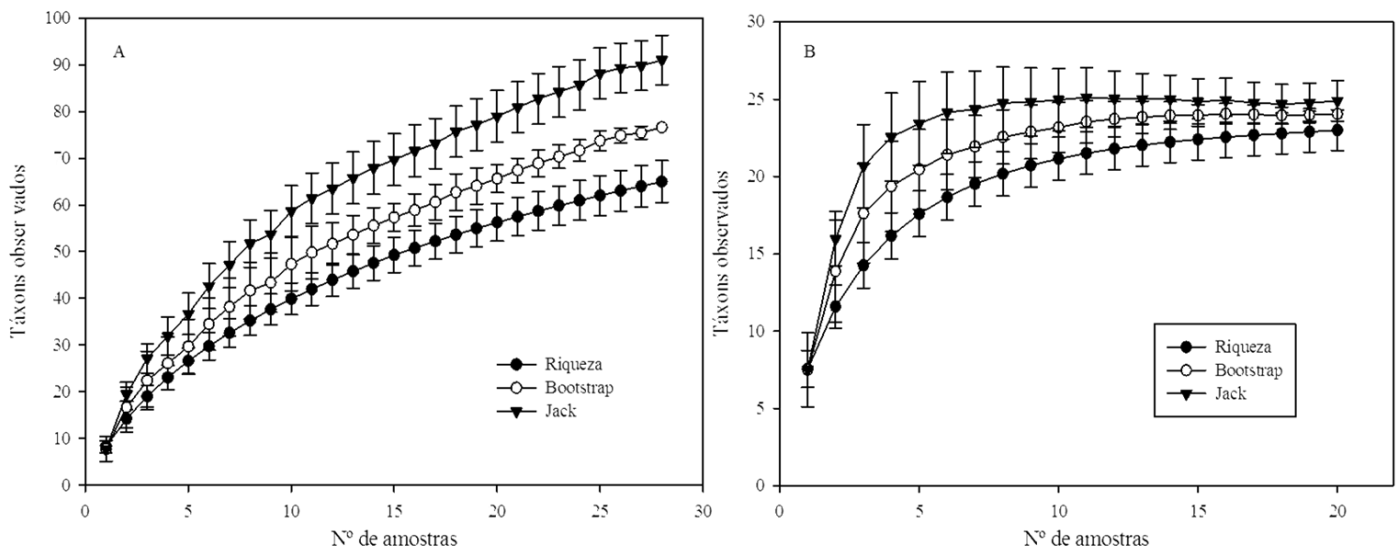 A
100
90
80
70
60
50
40
30
20
10
0
Táxons observados
0 5 10 15 20 25 30
Nº de amostras
Riqueza
Bootstrap
Jack
B
30
25
20
15
10
5
0
Táxons observados
0 5 10 15 20
Nº de amostras
Riqueza
Bootstrap
Jack